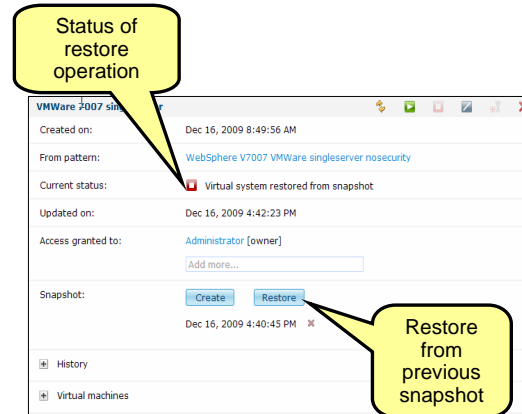 Status of
restore
operation
VMWare 7007 sin
Created on:
Dec 16, 2009 8:49:56 AM
From pattern:
WebSphere V7007 VMWare singleserver nosecurity
Current status:
Virtual system restored from snapshot
Updated on:
Dec 16, 2009 4:42:23 PM
Access granted to:
Administrator [owner]
Add more...
Snapshot:
Create
Restore
Dec 16, 2009 4:40:45 PM
Restore
from
previous
snapshot
History
Virtual machines